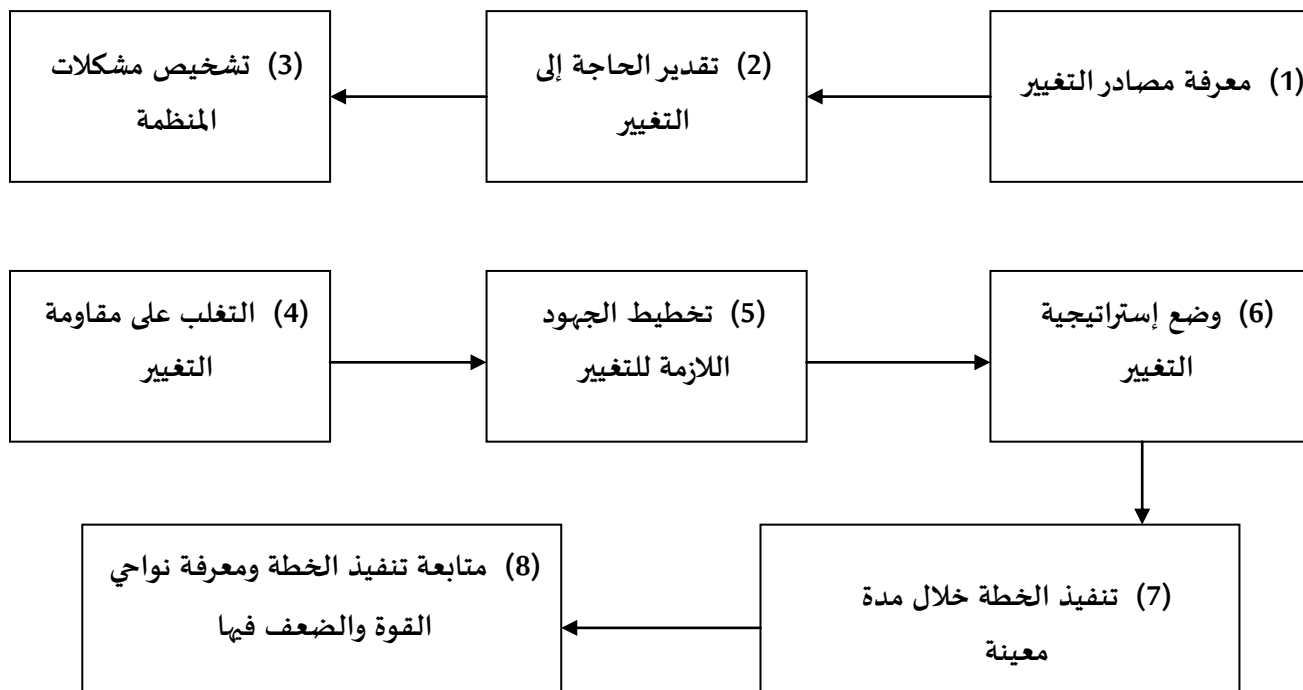 (1) معرفة مصادر التغيير
(2) تقدير الحاجة إلى
التغيير
(3) تشخيص مشكلات
المنظمة
(4) التغلب على مقاومة
التغيير
(5) تخطيط الجهود
اللازمة للتغيير
(6) وضع إستراتيجية
التغيير
(7) تنفيذ الخطة خلال مدة
معينة
(8) متابعة تنفيذ الخطة ومعرفة نواحي
القوة والضعف فيها